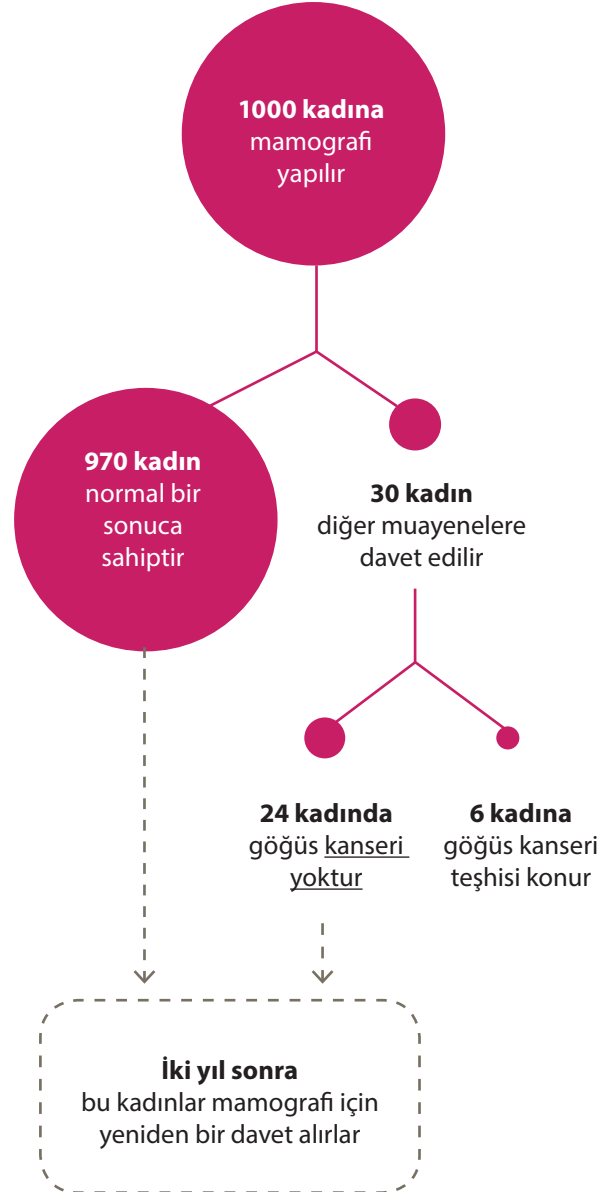 1000 kadına
mamografi
yapılır
970 kadın
normal bir
sonuca
sahiptir
30 kadın
diğer muayenelere
davet edilir
24 kadında
göğüs kanseri
yoktur
6 kadına
göğüs kanseri
teşhisi konur
İki yıl sonra
bu kadınlar mamografi için
yeniden bir davet alırlar